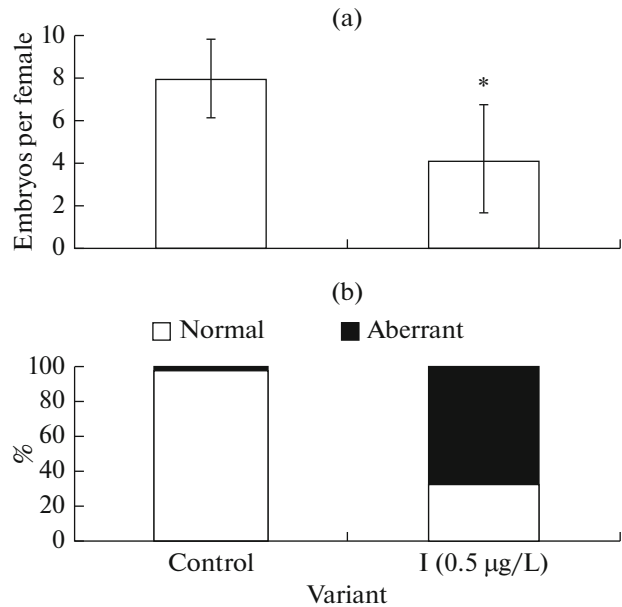 (a)
Embryos per female
10
8
6
4
2
0
*
(b)
Normal
Aberrant
%
100
80
60
40
20
0
Control
I (0.5 μg/L)
Variant